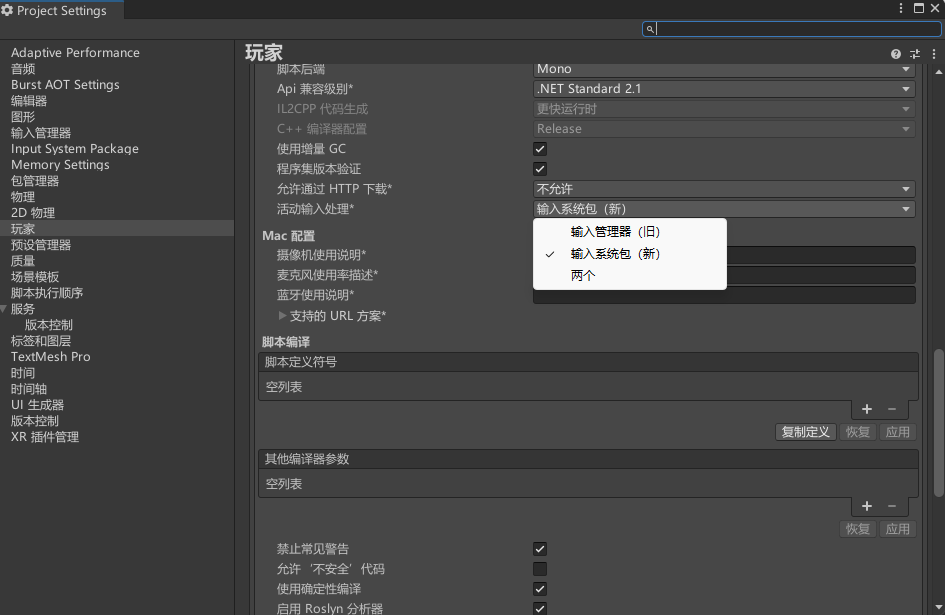 Project Settings
Adaptive Performance
音频
Burst AOT Settings
编辑器
图形
输入管理器
Input System Package
Memory Settings
包管理器
物理
2D 物理
玩家
预设管理器
质量
场景模板
脚本执行顺序
服务
版本控制
标签和图层
TextMesh Pro
时间
时间轴
UI 生成器
版本控制
XR 插件管理
玩家
脚本后端 Mono
Api 兼容级别* .NET Standard 2.1
IL2CPP 代码生成 更快运行时
C++ 编译器配置 Release
使用增量 GC
程序集版本验证
允许通过 HTTP 下载* 不允许
活动输入处理* 输入系统包（新）
输入管理器（旧）
输入系统包（新）
两个
Mac 配置
摄像机使用说明*
麦克风使用率描述*
蓝牙使用说明*
支持的 URL 方案*
脚本编译
脚本定义符号
空列表
+ −
复制定义 恢复 应用
其他编译器参数
空列表
+ −
恢复 应用
禁止常见警告
允许‘不安全’代码
使用确定性编译
启用 Roslyn 分析器